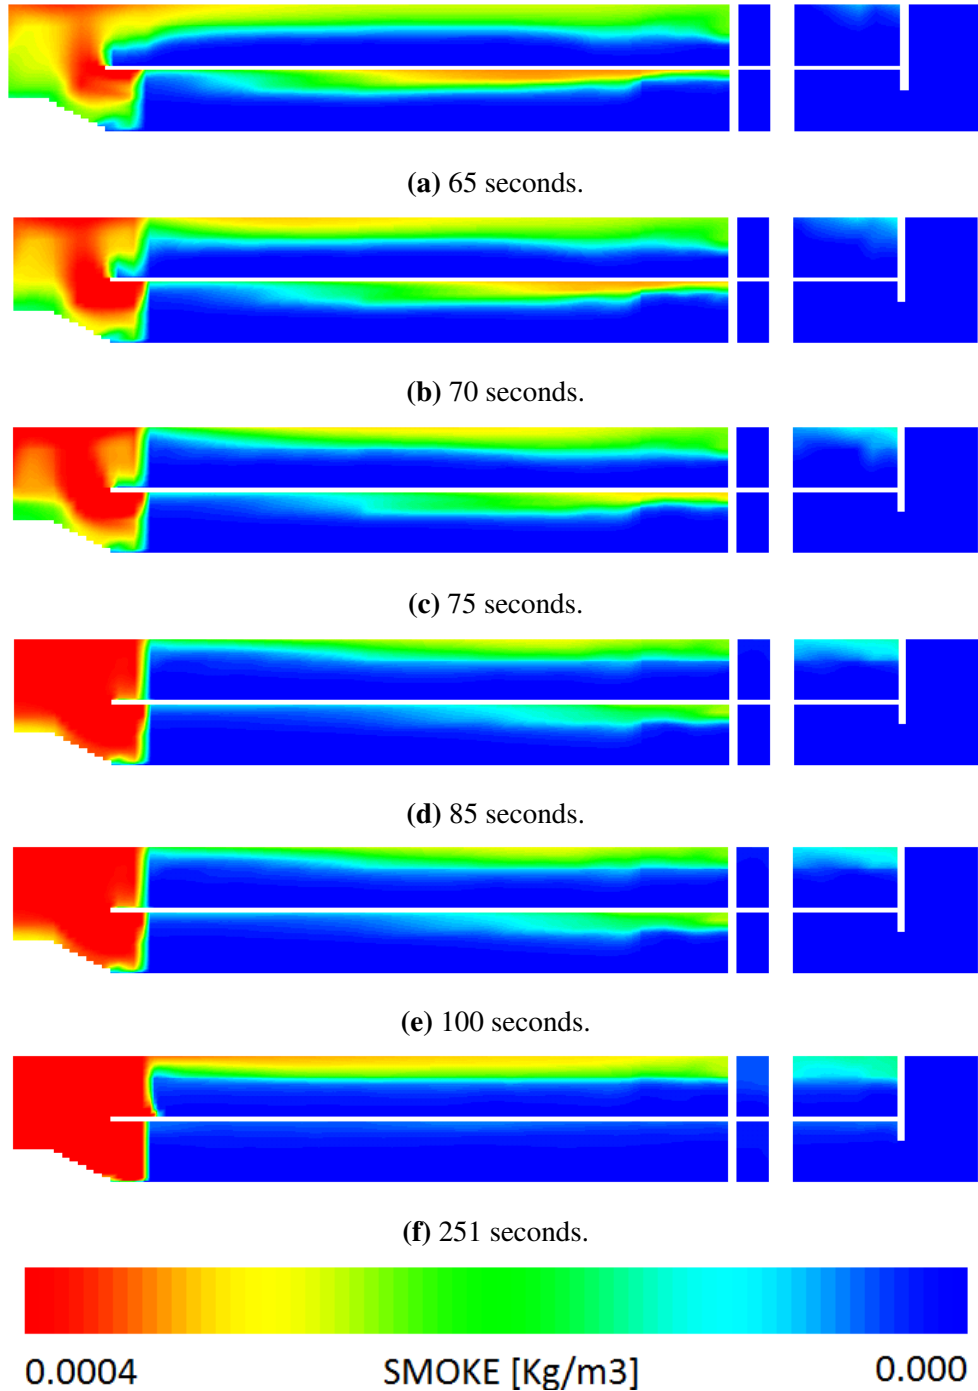 (a) 65 seconds.
(b) 70 seconds.
(c) 75 seconds.
(d) 85 seconds.
(e) 100 seconds.
(f) 251 seconds.
0.0004 SMOKE [Kg/m3] 0.000